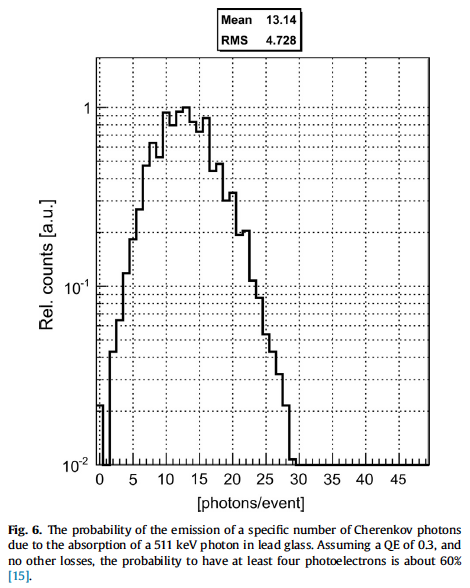 Mean 13.14
RMS 4.728
Rel. counts [a.u.]
1
10-1
10-2
0 5 10 15 20 25 30 35 40 45
[photons/event]
Fig. 6. The probability of the emission of a specific number of Cherenkov photons
due to the absorption of a 511 keV photon in lead glass. Assuming a QE of 0.3, and
no other losses, the probability to have at least four photoelectrons is about 60%
[15].